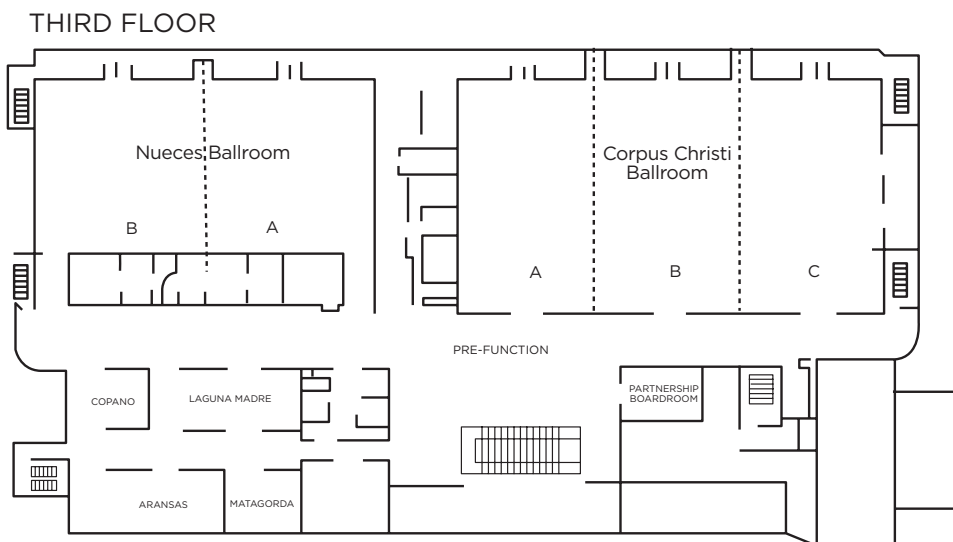 THIRD FLOOR
Nueces Ballroom
Corpus Christi
Ballroom
B
A
A
B
C
PRE-FUNCTION
COPANO
LAGUNA MADRE
PARTNERSHIP
BOARDROOM
ARANSAS
MATAGORDA